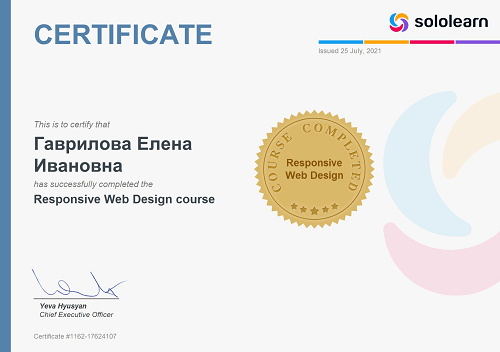 CERTIFICATE
sololearn
Issued 25 July, 2021
This is to certify that
Гаврилова Елена
Ивановна
has successfully completed the
Responsive Web Design course
COURSE COMPLETED
Responsive
Web Design
Yeva Hyusyan
Chief Executive Officer
Certificate #1162-17624107